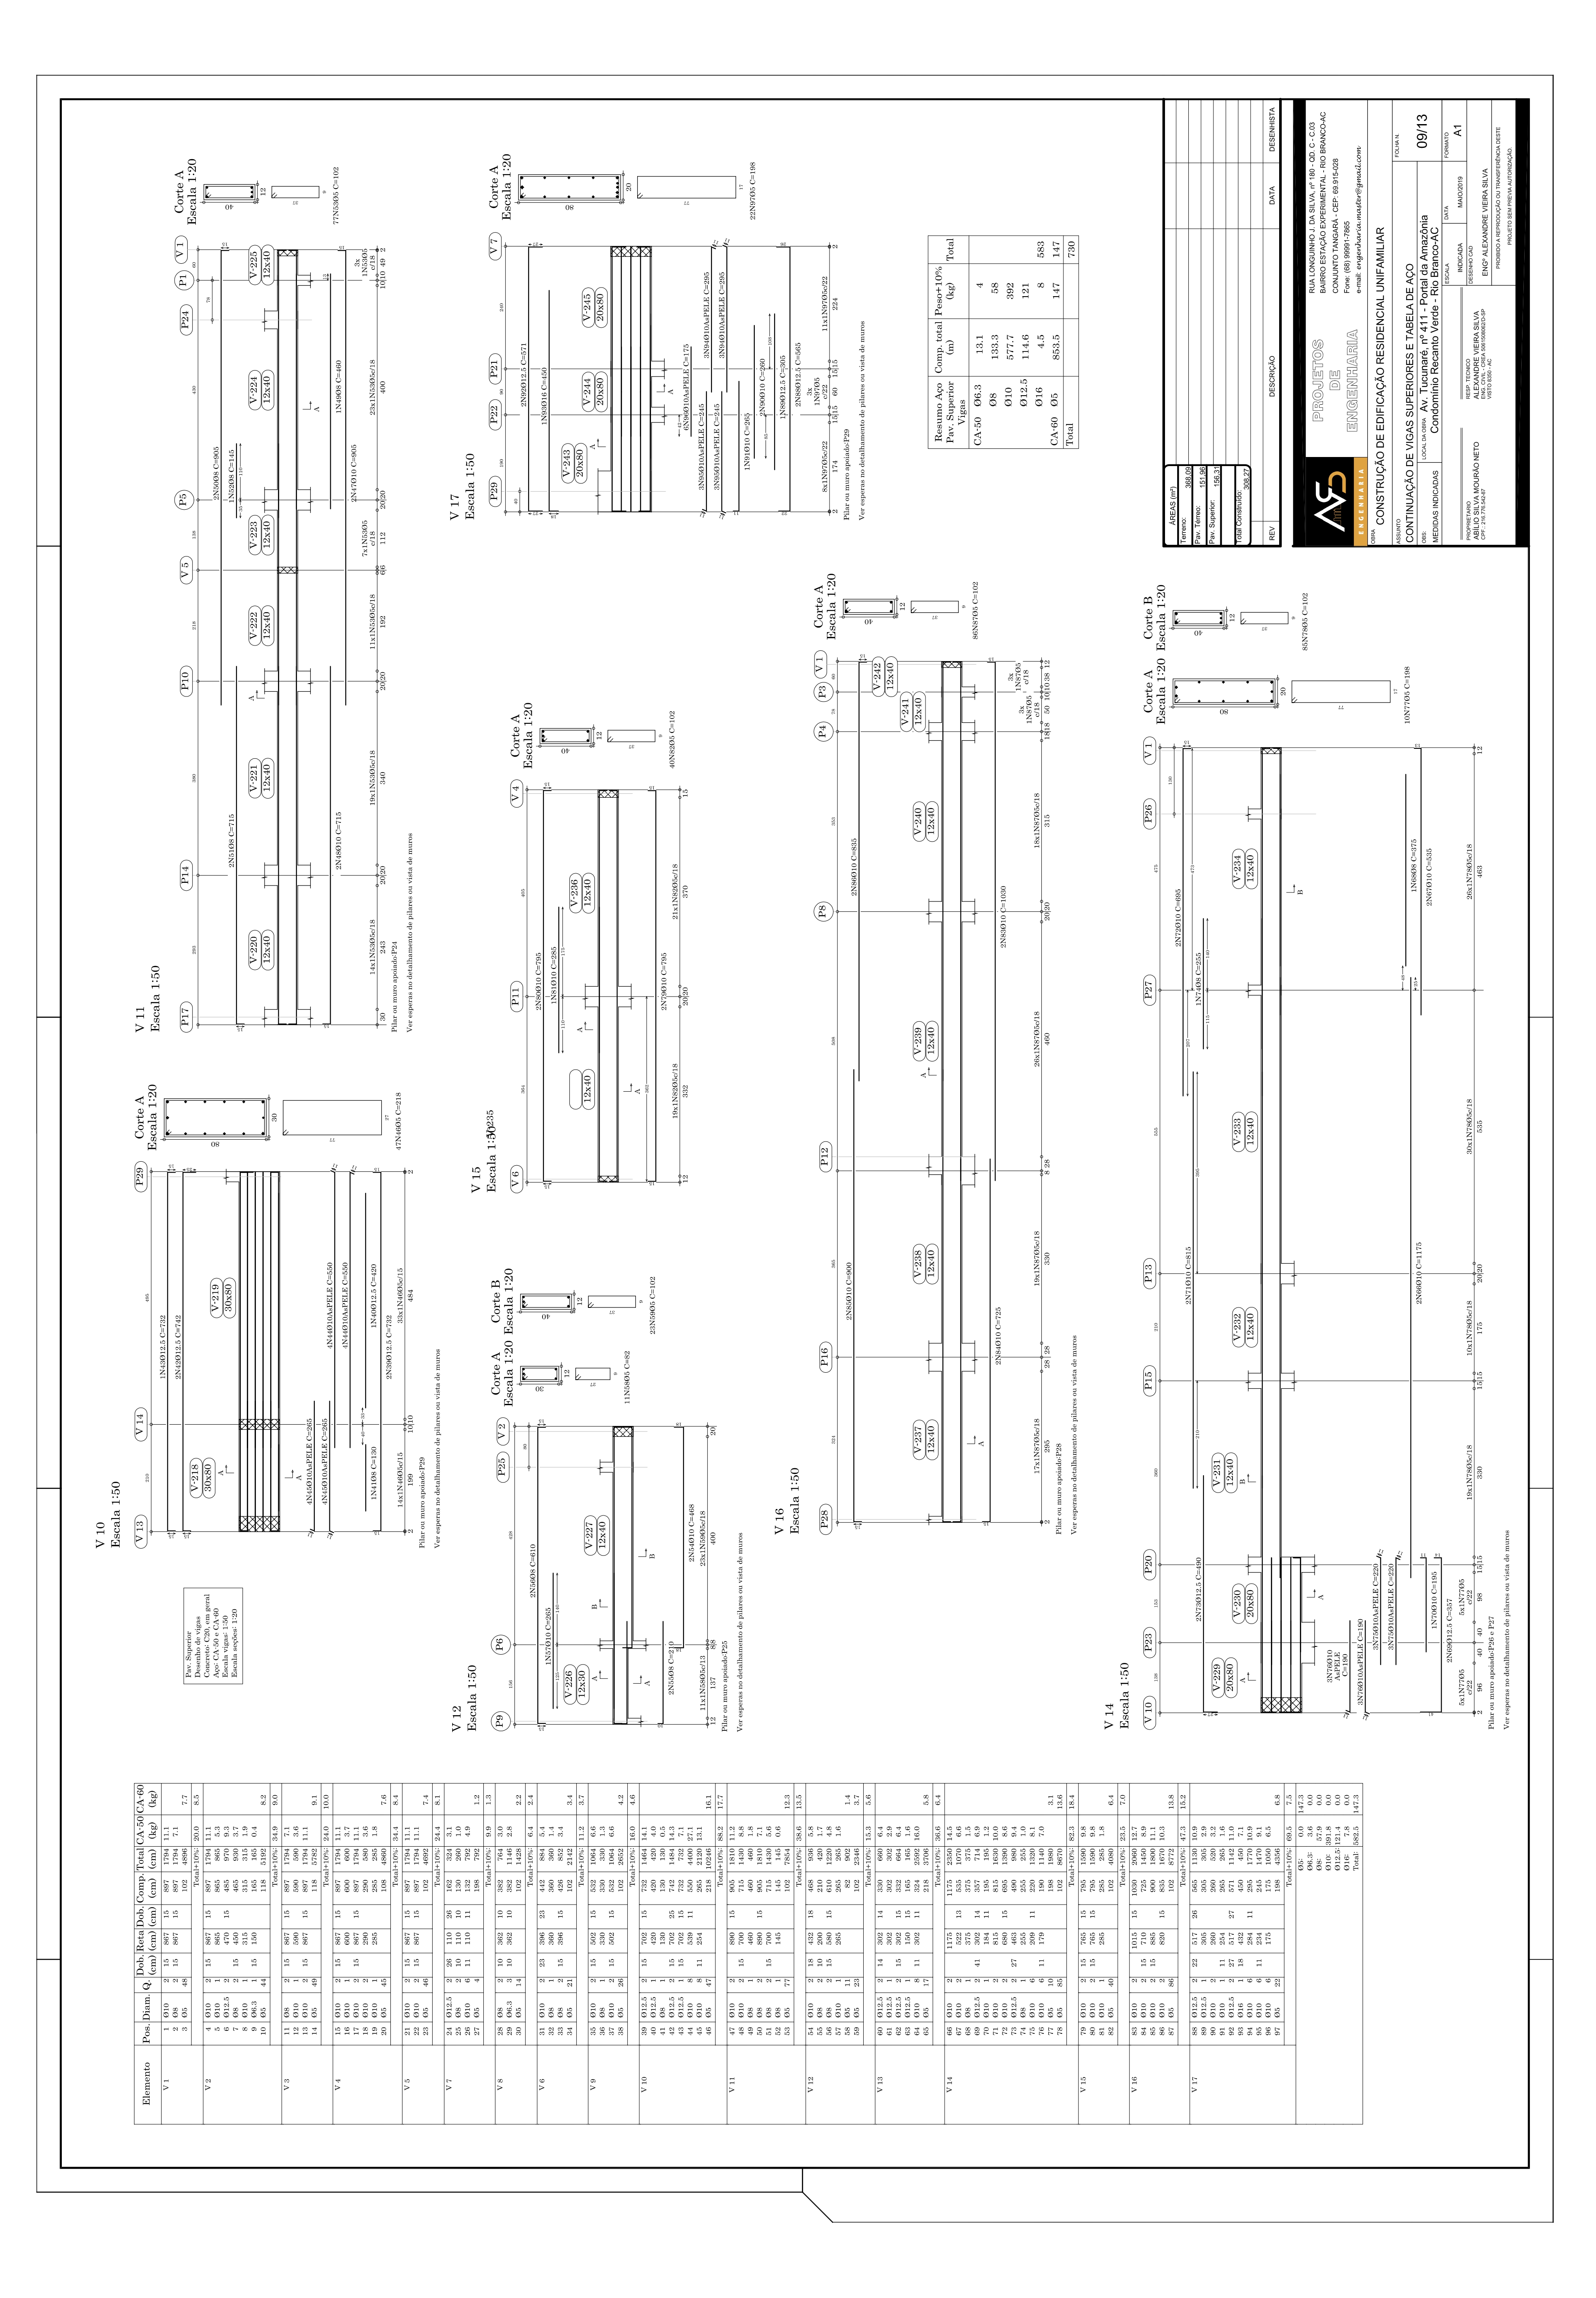 Elemento Pos. Diam. Q. Dob. (cm) Reta (cm) Dob. (cm) Comp. (cm) Total (cm) CA-50 (kg) CA-60 (kg)
V 1 1 Ø10 2 15 867 15 897 1794 11.1
2 Ø8 2 15 867 15 897 1794 7.1
3 Ø5 48 102 4896 7.7
Total+10%: 20.0 8.5
V 2 4 Ø10 2 15 867 15 897 1794 11.1
5 Ø10 1 865 865 865 5.3
6 Ø12.5 2 470 15 485 970 9.3
7 Ø8 2 15 450 465 930 3.7
8 Ø10 1 315 315 315 1.9
9 Ø6.3 1 15 150 165 165 0.4
10 Ø5 44 118 5192 8.2
Total+10%: 34.9 9.0
V 3 11 Ø8 2 15 867 15 897 1794 7.1
12 Ø10 1 590 590 590 3.6
13 Ø10 2 15 867 15 897 1794 11.1
14 Ø5 49 118 5782 9.1
Total+10%: 24.0 10.0
V 4 15 Ø10 2 15 867 15 897 1794 11.1
16 Ø10 1 600 600 600 3.7
17 Ø10 2 15 867 15 897 1794 11.1
18 Ø10 2 290 290 580 3.6
19 Ø10 1 285 285 285 1.8
20 Ø5 45 108 4860 7.6
Total+10%: 34.4 8.4
V 5 21 Ø10 2 15 867 15 897 1794 11.1
22 Ø10 2 15 867 15 897 1794 11.1
23 Ø5 46 102 4692 7.4
Total+10%: 24.4 8.1
V 7 24 Ø12.5 2 26 110 26 162 324 3.1
25 Ø8 2 10 110 10 130 260 1.0
26 Ø10 6 11 110 11 132 792 4.9
27 Ø5 4 198 792 1.2
Total+10%: 9.9 1.3
V 8 28 Ø8 2 10 362 10 382 764 3.0
29 Ø6.3 3 10 362 10 382 1146 2.8
30 Ø5 14 102 1428 2.2
Total+10%: 6.4 2.4
V 6 31 Ø10 2 23 396 23 442 884 5.4
32 Ø8 1 360 360 360 1.4
33 Ø8 2 15 396 15 426 852 3.4
34 Ø5 21 102 2142 3.4
Total+10%: 11.2 3.7
V 9 35 Ø10 2 15 502 15 532 1064 6.6
36 Ø8 1 330 330 330 1.3
37 Ø10 2 15 502 15 532 1064 6.6
38 Ø5 26 102 2652 4.2
Total+10%: 16.0 4.6
V 10 39 Ø12.5 2 15 702 15 732 1464 14.1
40 Ø12.5 1 420 420 420 4.0
41 Ø8 1 130 130 130 0.5
42 Ø12.5 2 15 702 25 742 1484 14.3
43 Ø12.5 1 15 702 15 732 732 7.1
44 Ø10 8 539 11 550 4400 27.1
45 Ø10 8 11 254 265 2120 13.1
46 Ø5 47 218 10246 16.1
Total+10%: 88.2 17.7
V 11 47 Ø10 2 890 15 905 1810 11.2
48 Ø10 2 15 700 715 1430 8.8
49 Ø8 1 460 460 460 1.8
50 Ø8 2 890 15 905 1810 7.1
51 Ø8 2 15 700 715 1430 5.6
52 Ø8 1 145 145 145 0.6
53 Ø5 77 102 7854 12.3
Total+10%: 38.6 13.5
V 12 54 Ø10 2 18 432 18 468 936 5.8
55 Ø8 2 10 200 210 420 1.7
56 Ø8 2 15 580 15 610 1220 4.8
57 Ø10 1 265 265 265 1.6
58 Ø5 11 82 902 1.4
59 Ø5 23 102 2346 3.7
Total+10%: 15.3 5.6
V 13 60 Ø12.5 2 14 302 14 330 660 6.4
61 Ø12.5 1 302 302 302 2.9
62 Ø12.5 2 15 302 15 332 664 6.4
63 Ø12.5 1 150 15 165 165 1.6
64 Ø10 8 11 302 11 324 2592 16.0
65 Ø5 17 218 3706 5.8
Total+10%: 36.6 6.4
V 14 66 Ø10 2 1175 1175 2350 14.5
67 Ø10 2 522 13 535 1070 6.6
68 Ø8 1 375 375 375 1.5
69 Ø12.5 2 41 302 14 357 714 6.9
70 Ø10 1 184 11 195 195 1.2
71 Ø10 2 815 815 1630 10.0
72 Ø10 2 680 15 695 1390 8.6
73 Ø12.5 2 27 463 490 980 9.4
74 Ø8 1 255 255 255 1.0
75 Ø10 6 209 11 220 1320 8.1
76 Ø10 6 11 179 190 1140 7.0
77 Ø5 10 198 1980 3.1
78 Ø5 85 102 8670 13.6
Total+10%: 82.3 18.4
V 15 79 Ø10 2 15 765 15 795 1590 9.8
80 Ø10 2 15 765 15 795 1590 9.8
81 Ø10 1 285 285 285 1.8
82 Ø5 40 102 4080 6.4
Total+10%: 23.5 7.0
V 16 83 Ø10 2 1015 15 1030 2060 12.7
84 Ø10 2 15 710 725 1450 8.9
85 Ø10 2 15 885 900 1800 11.1
86 Ø10 2 820 15 835 1670 10.3
87 Ø5 86 102 8772 13.8
Total+10%: 47.3 15.2
V 17 88 Ø12.5 2 22 517 26 565 1130 10.9
89 Ø12.5 1 305 305 305 2.9
90 Ø10 2 260 260 520 3.2
91 Ø10 1 11 254 265 265 1.6
92 Ø12.5 2 27 517 27 571 1142 11.0
93 Ø16 1 18 432 450 450 7.1
94 Ø10 6 284 11 295 1770 10.9
95 Ø10 6 11 234 245 1470 9.1
96 Ø10 6 175 175 1050 6.5
97 Ø5 22 198 4356 6.8
Total+10%: 69.5 7.5
Ø5: 0.0 147.3
Ø6.3: 3.6 0.0
Ø8: 57.9 0.0
Ø10: 391.8 0.0
Ø12.5: 121.4 0.0
Ø16: 7.8 0.0
Total: 582.5 147.3
Pav. Superior
Desenho de vigas
Concreto: C20, em geral
Aço: CA-50 e CA-60
Escala vigas: 1:50
Escala seções: 1:20
V 10
Escala 1:50
V 13 V 14 P29
210 485
1N43Ø12.5 C=732
2N42Ø12.5 C=742
V-218
30x80
V-219
30x80
A
A
4N45Ø10AsPELE C=265
4N45Ø10AsPELE C=265
4N44Ø10AsPELE C=550
4N44Ø10AsPELE C=550
1N41Ø8 C=130
1N40Ø12.5 C=420
2N39Ø12.5 C=732
14x1N46Ø5c/15 33x1N46Ø5c/15
2 199 10 10 484 2
Pilar ou muro apoiado:P29
Ver esperas no detalhamento de pilares ou vista de muros
Corte A
Escala 1:20
80
30
77
27
47N46Ø5 C=218
V 11
Escala 1:50
P17 P14 P10 V 5 P5 P24 P1 V 1
293 380 218 138 430 60
78
2N50Ø8 C=905
2N51Ø8 C=715
1N52Ø8 C=145
35 110
V-220 V-221 V-222 V-223 V-224 V-225
12x40 12x40 12x40 12x40 12x40 12x40
A
A
2N48Ø10 C=715
1N49Ø8 C=460
2N47Ø10 C=905
14x1N53Ø5c/18 19x1N53Ø5c/18 11x1N53Ø5c/18 7x1N53Ø5 c/18 23x1N53Ø5c/18 3x 1N53Ø5 c/18
30 243 20 20 340 20 20 192 6 6 112 20 20 400 10 10 49 2
Pilar ou muro apoiado:P24
Ver esperas no detalhamento de pilares ou vista de muros
Corte A
Escala 1:20
40
12
37
9
77N53Ø5 C=102
V 12
Escala 1:50
P9 P6 P25 V 2
156 428
90
2N56Ø8 C=610
1N57Ø10 C=265
125 140
V-226
12x30
V-227
12x40
A B
A B
2N55Ø8 C=210
2N54Ø10 C=468
11x1N58Ø5c/13 23x1N59Ø5c/18
12 137 8 8 400 20
Pilar ou muro apoiado:P25
Ver esperas no detalhamento de pilares ou vista de muros
Corte A
Escala 1:20
30
12
27
9
11N58Ø5 C=82
Corte B
Escala 1:20
40
12
37
9
23N59Ø5 C=102
V 15
Escala 1:50
V-235
V 6 P11 V 4
364 405
2N80Ø10 C=795
1N81Ø10 C=285
110 175
12x40
V-236
12x40
A
A
362
2N79Ø10 C=795
19x1N82Ø5c/18 21x1N82Ø5c/18
12 332 20 20 370 15
Corte A
Escala 1:20
40
12
37
9
40N82Ø5 C=102
V 17
Escala 1:50
P29 P22 P21 V 7
180 90 240
40
2N92Ø12.5 C=571
1N93Ø16 C=450
V-243
20x80
V-244
20x80
V-245
20x80
A
A
42
6N96Ø10AsPELE C=175
3N95Ø10AsPELE C=245
3N94Ø10AsPELE C=295
3N95Ø10AsPELE C=245
3N94Ø10AsPELE C=295
1N91Ø10 C=265
2N90Ø10 C=260
85 108
1N89Ø12.5 C=305
2N88Ø12.5 C=565
8x1N97Ø5c/22 3x 1N97Ø5 c/22 11x1N97Ø5c/22
2 174 15 15 60 15 15 224 2
Pilar ou muro apoiado:P29
Ver esperas no detalhamento de pilares ou vista de muros
Corte A
Escala 1:20
80
20
77
17
22N97Ø5 C=198
V 16
Escala 1:50
P28 P16 P12 P8 P4 P3 V 1
324 365 508 353 78 60
2N85Ø10 C=900
2N86Ø10 C=835
V-237 V-238 V-239 V-240 V-241 V-242
12x40 12x40 12x40 12x40 12x40 12x40
A
A
2N84Ø10 C=725
2N83Ø10 C=1030
17x1N87Ø5c/18 19x1N87Ø5c/18 26x1N87Ø5c/18 18x1N87Ø5c/18 3x 1N87Ø5 c/18 3x 1N87Ø5 c/18
2 295 28 28 330 8 28 460 20 20 315 18 18 50 10 10 38 12
Pilar ou muro apoiado:P28
Ver esperas no detalhamento de pilares ou vista de muros
Corte A
Escala 1:20
40
12
37
9
86N87Ø5 C=102
Resumo Aço Pav. Superior Vigas Comp. total (m) Peso+10% (kg) Total
CA-50 Ø6.3 13.1 4
Ø8 133.3 58
Ø10 577.7 392
Ø12.5 114.6 121
Ø16 4.5 8 583
CA-60 Ø5 853.5 147 147
Total 730
V 14
Escala 1:50
V 10 P23 P20 P15 P13 P27 P26 V 1
138 153 360 210 555 475
130
2N73Ø12.5 C=490
2N71Ø10 C=815
210 395
2N72Ø10 C=695
207 473
1N74Ø8 C=255
115 140
V-229 V-230 V-231 V-232 V-233 V-234
20x80 20x80 12x40 12x40 12x40 12x40
A B
A B
3N76Ø10
AsPELE
C=190
3N76Ø10AsPELE C=190
3N75Ø10AsPELE C=220
3N75Ø10AsPELE C=220
2N66Ø10 C=1175
1N68Ø8 C=375
2N67Ø10 C=535
1N70Ø10 C=195
2N69Ø12.5 C=357
5x1N77Ø5 c/22 5x1N77Ø5 c/22 19x1N78Ø5c/18 10x1N78Ø5c/18 30x1N78Ø5c/18 26x1N78Ø5c/18
2 96 40 40 98 15 15 330 15 15 175 20 20 535 463 12
Pilar ou muro apoiado:P26 e P27
Ver esperas no detalhamento de pilares ou vista de muros
Corte A
Escala 1:20
80
20
77
17
10N77Ø5 C=198
Corte B
Escala 1:20
40
12
37
9
85N78Ø5 C=102
ÁREAS (m²)
Terreno: 368,09
Pav. Térreo: 151,96
Pav. Superior: 156,31
Total Construído: 308,27
REV DESCRIÇÃO DATA DESENHISTA
ENGENHARIA
PROJETOS
DE
ENGENHARIA
RUA LONGUINHO J. DA SILVA, nº 180 - QD. C - C.03
BAIRRO ESTAÇÃO EXPERIMENTAL - RIO BRANCO-AC
CONJUNTO TANGARÁ - CEP: 69.915-028
Fone: (68) 99991-7865
e-mail: engenharia.master@gmail.com
OBRA
CONSTRUÇÃO DE EDIFICAÇÃO RESIDENCIAL UNIFAMILIAR
ASSUNTO
CONTINUAÇÃO DE VIGAS SUPERIORES E TABELA DE AÇO
FOLHA N.
09/13
OBS:
MEDIDAS INDICADAS
LOCAL DA OBRA Av. Tucunaré, nº 411 - Portal da Amazônia
Condomínio Recanto Verde - Rio Branco-AC
ESCALA
INDICADA
DATA
MAIO/2019
FORMATO
A1
PROPRIETARIO
ABÍLIO SILVA MOURÃO NETO
CPF.: 216.776.542-87
RESP. TECNICO
ALEXANDRE VIEIRA SILVA
ENG. CIVIL - CREA 5061508062/D-SP
VISTO 8350 - AC
DESENHO CAD
ENGº ALEXANDRE VIEIRA SILVA
PROIBIDO A REPRODUÇÃO OU TRANSFERÊNCIA DESTE
PROJETO SEM PREVIA AUTORIZAÇÃO.